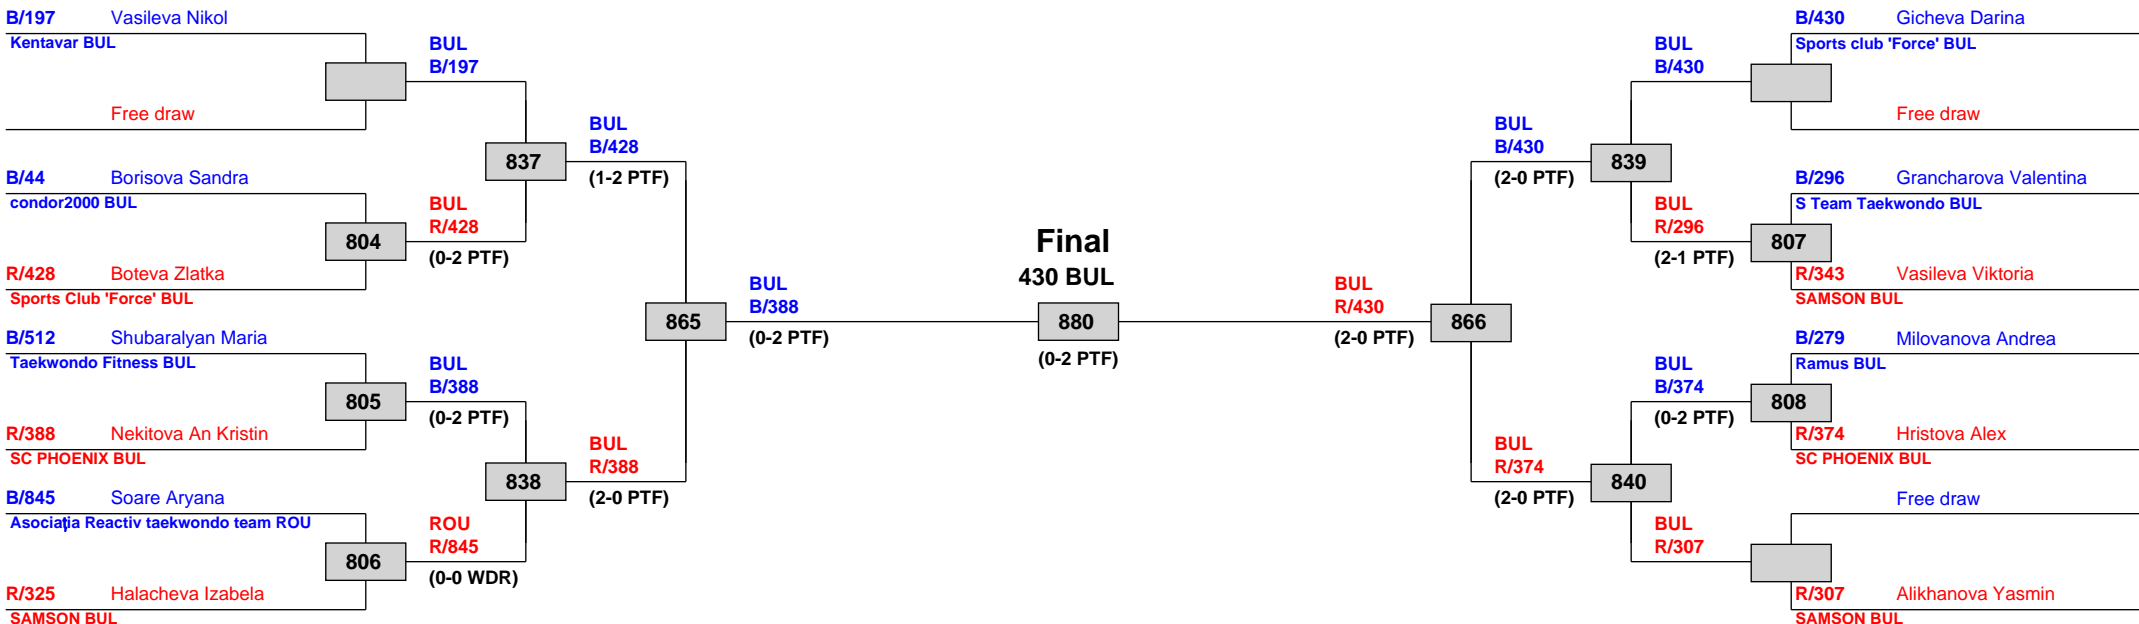 B/197 Vasileva Nikol
Kentavar BUL
Free draw
B/44 Borisova Sandra
condor2000 BUL
R/428 Boteva Zlatka
Sports Club 'Force' BUL
B/512 Shubaralyan Maria
Taekwondo Fitness BUL
R/388 Nekitova An Kristin
SC PHOENIX BUL
B/845 Soare Aryana
Asociaţia Reactiv taekwondo team ROU
R/325 Halacheva Izabela
SAMSON BUL
804
805
806
BUL
B/197
BUL
R/428
(0-2 PTF)
BUL
B/388
(0-2 PTF)
ROU
R/845
(0-0 WDR)
837
838
BUL
B/428
(1-2 PTF)
BUL
R/388
(2-0 PTF)
865
BUL
B/388
(0-2 PTF)
Final
430 BUL
880
(0-2 PTF)
BUL
R/430
(2-0 PTF)
866
BUL
B/430
(2-0 PTF)
BUL
R/374
(2-0 PTF)
839
840
BUL
B/430
BUL
R/296
(2-1 PTF)
BUL
B/374
(0-2 PTF)
BUL
R/307
807
808
B/430 Gicheva Darina
Sports club 'Force' BUL
Free draw
B/296 Grancharova Valentina
S Team Taekwondo BUL
R/343 Vasileva Viktoria
SAMSON BUL
B/279 Milovanova Andrea
Ramus BUL
R/374 Hristova Alex
SC PHOENIX BUL
Free draw
R/307 Alikhanova Yasmin
SAMSON BUL